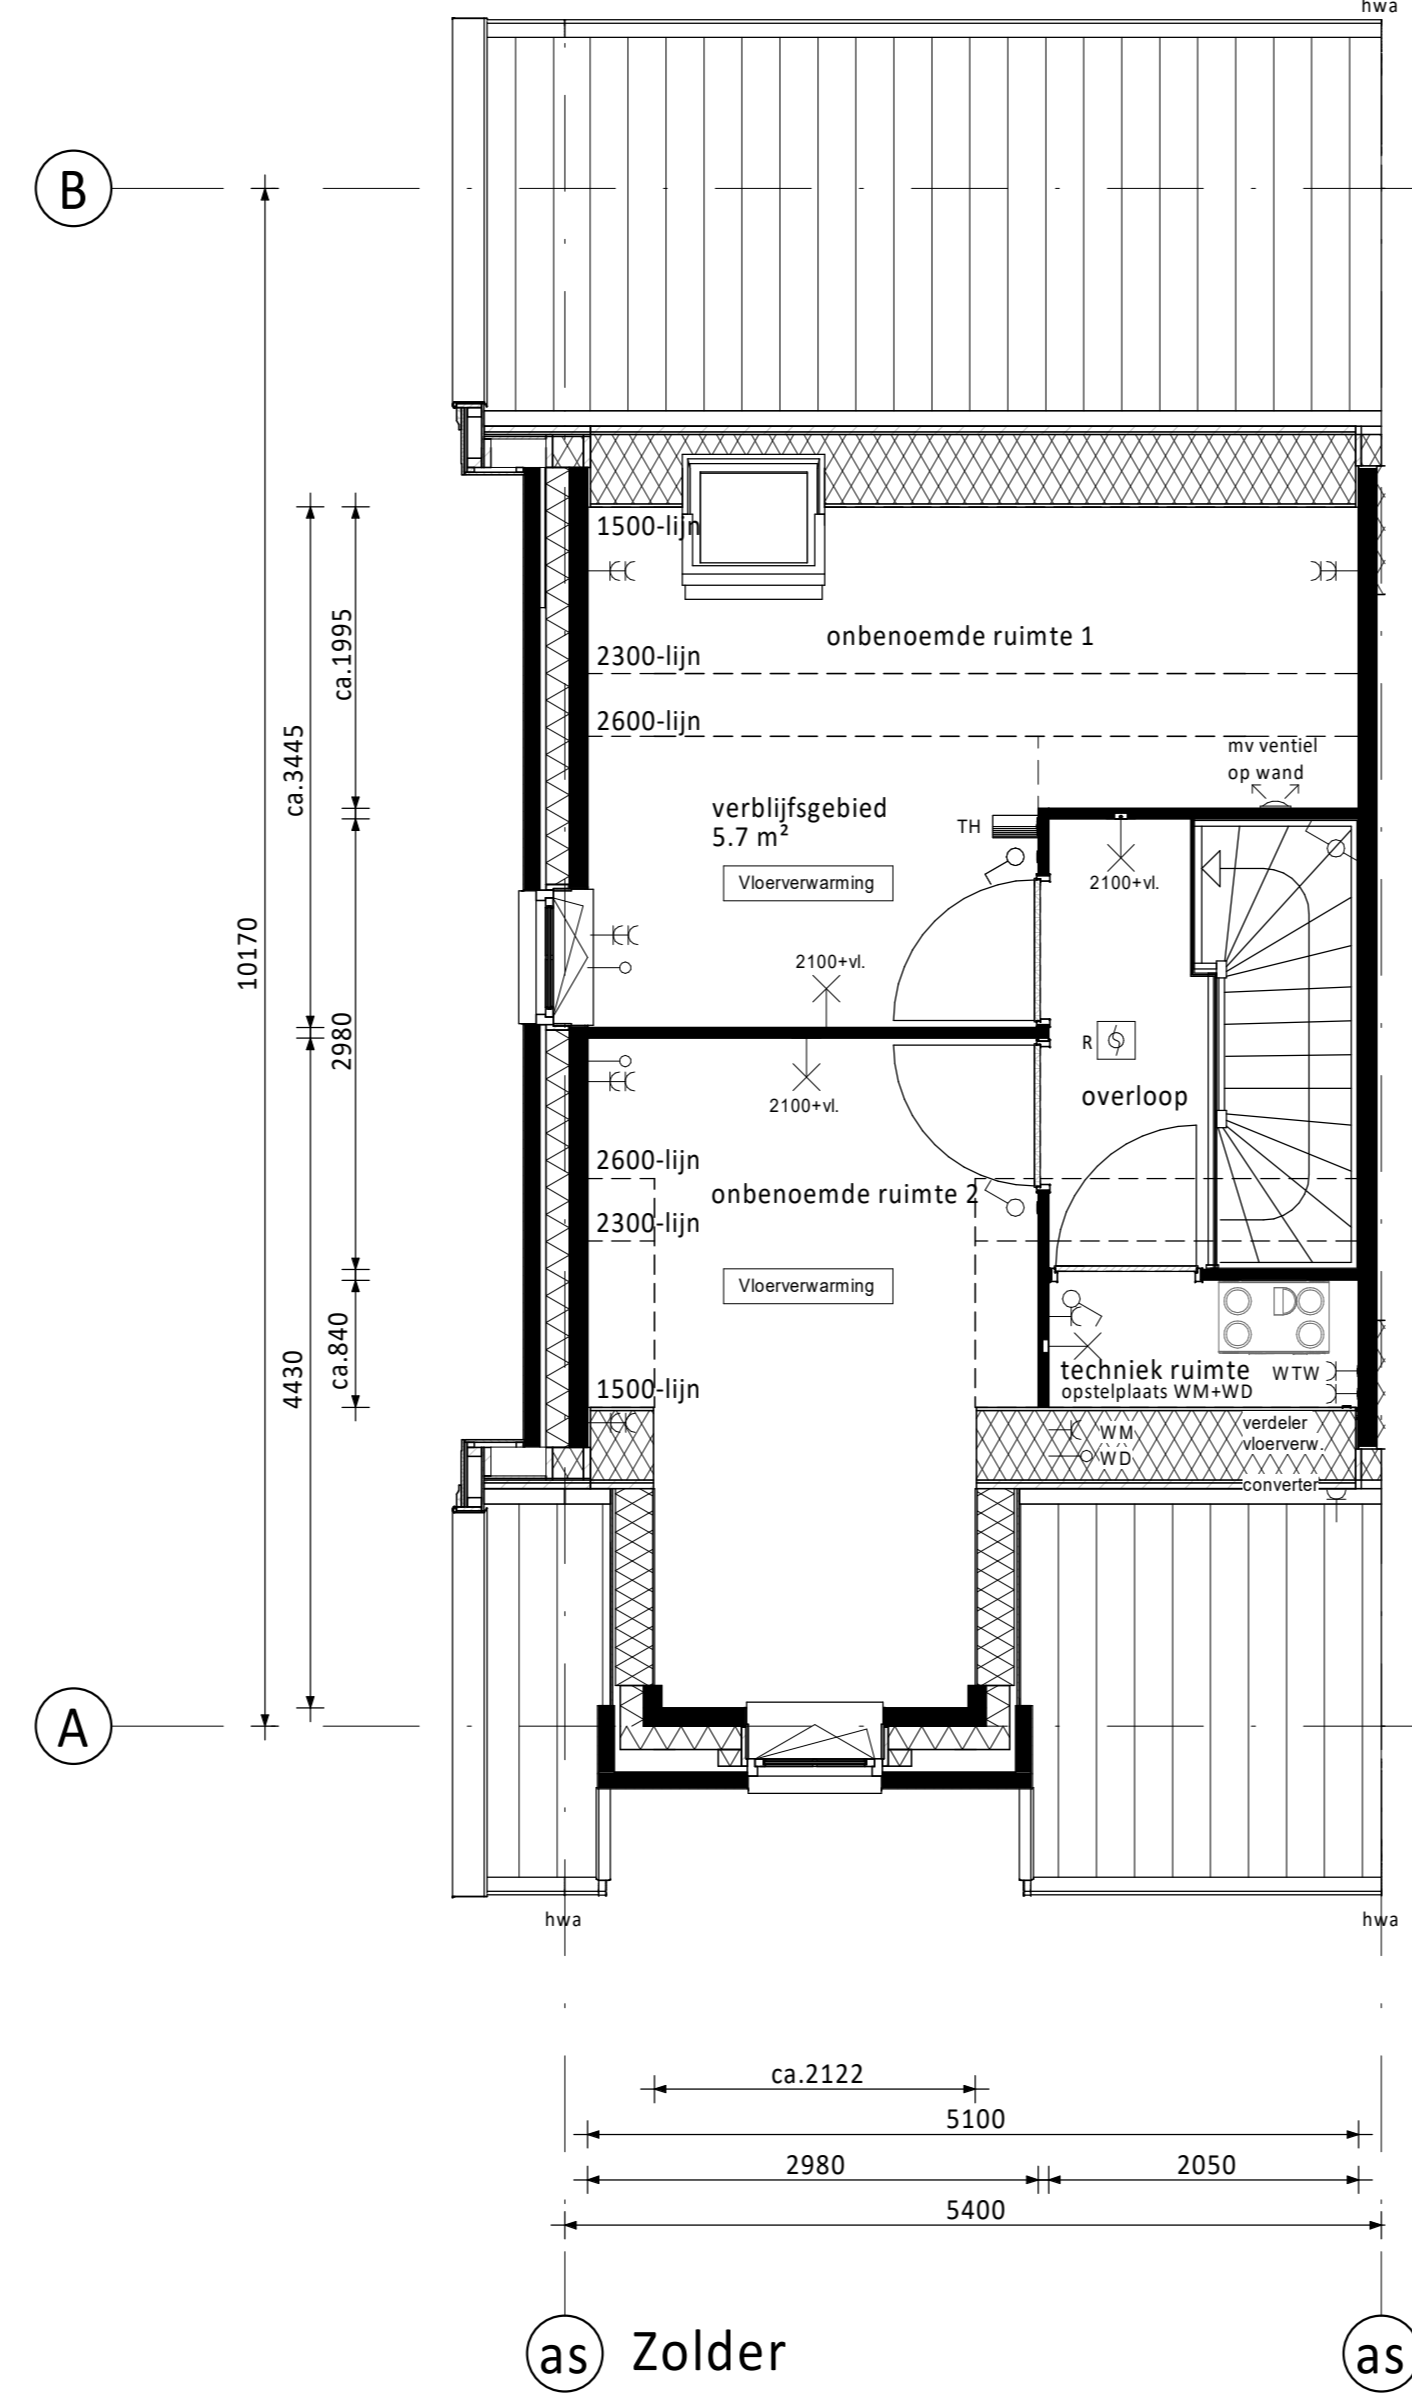 hwa
B
1500-lijn
ca.1995
onbenoemde ruimte 1
2300-lijn
2600-lijn
ca.3445
mv ventiel
op wand
verblijfsgebied
5.7 m²
TH
Vloerverwarming
2100+vl.
10170
2100+vl.
2980
R
overloop
2100+vl.
2600-lijn
onbenoemde ruimte 2
2300-lijn
Vloerverwarming
ca.840
4430
1500-lijn
techniek ruimte
WTW
opstelplaats WM+WD
WM
WD
verdeler
vloerverw.
converter
A
hwa
hwa
ca.2122
5100
2980
2050
5400
as
Zolder
as